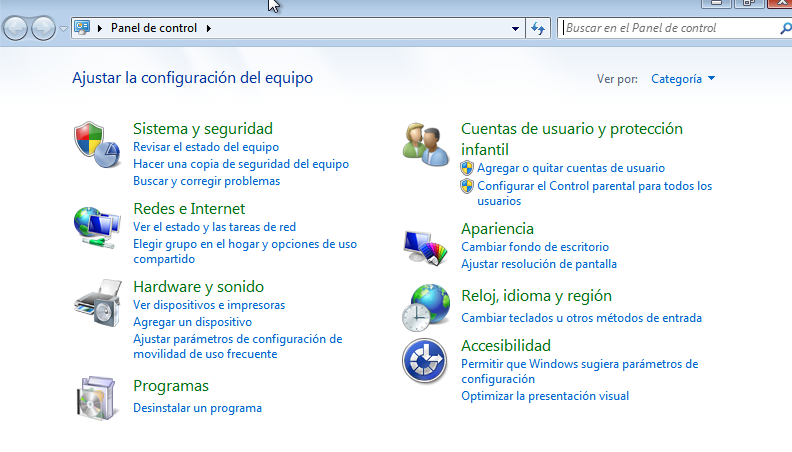 Panel de control
Buscar en el Panel de control
Ajustar la configuración del equipo
Ver por: Categoría
Sistema y seguridad
Revisar el estado del equipo
Hacer una copia de seguridad del equipo
Buscar y corregir problemas
Redes e Internet
Ver el estado y las tareas de red
Elegir grupo en el hogar y opciones de uso
compartido
Hardware y sonido
Ver dispositivos e impresoras
Agregar un dispositivo
Ajustar parámetros de configuración de
movilidad de uso frecuente
Programas
Desinstalar un programa
Cuentas de usuario y protección
infantil
Agregar o quitar cuentas de usuario
Configurar el Control parental para todos los
usuarios
Apariencia
Cambiar fondo de escritorio
Ajustar resolución de pantalla
Reloj, idioma y región
Cambiar teclados u otros métodos de entrada
Accesibilidad
Permitir que Windows sugiera parámetros de
configuración
Optimizar la presentación visual